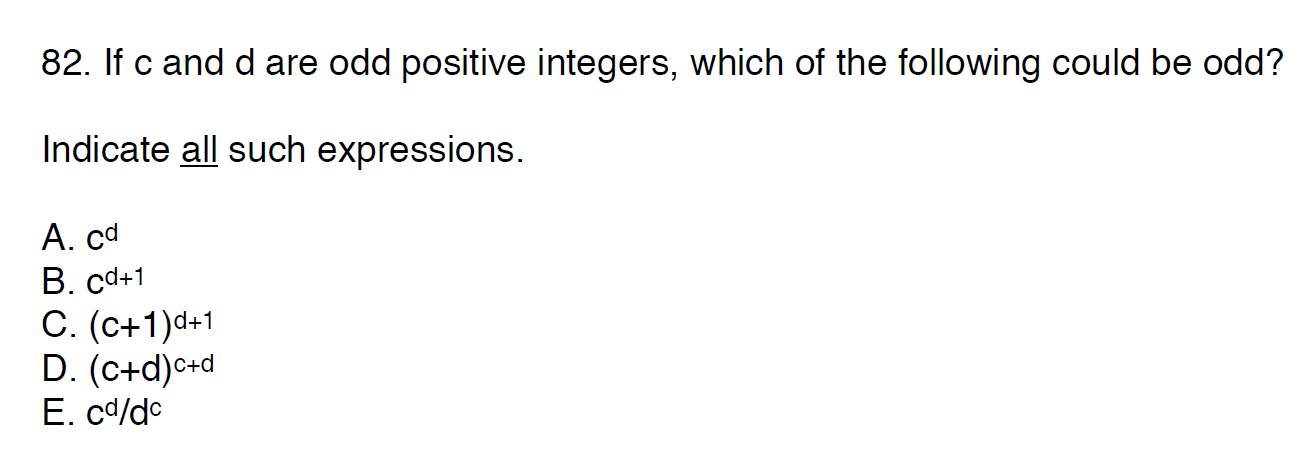 82. If c and d are odd positive integers, which of the following could be odd?
Indicate all such expressions.
A. cᵈ
B. cᵈ⁺¹
C. (c+1)ᵈ⁺¹
D. (c+d)ᶜ⁺ᵈ
E. cᵈ/dᶜ